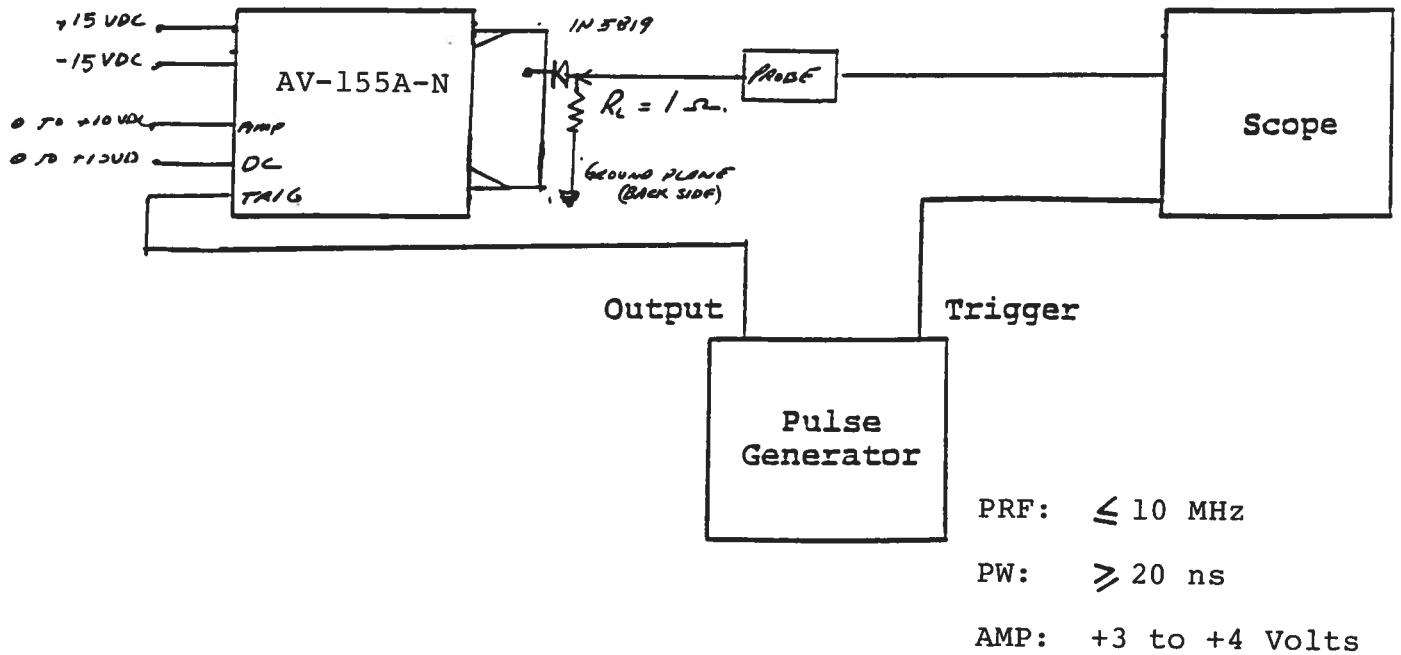 +15 VDC
-15 VDC
AV-155A-N
0 TO +10 VDC
AMP
DC
TRIG
1N5819
RL = 1 Ω.
GROUND PLANE
(BACK SIDE)
PROBE
Scope
Output
Trigger
Pulse
Generator
PRF: ≤ 10 MHz
PW: ≥ 20 ns
AMP: +3 to +4 Volts